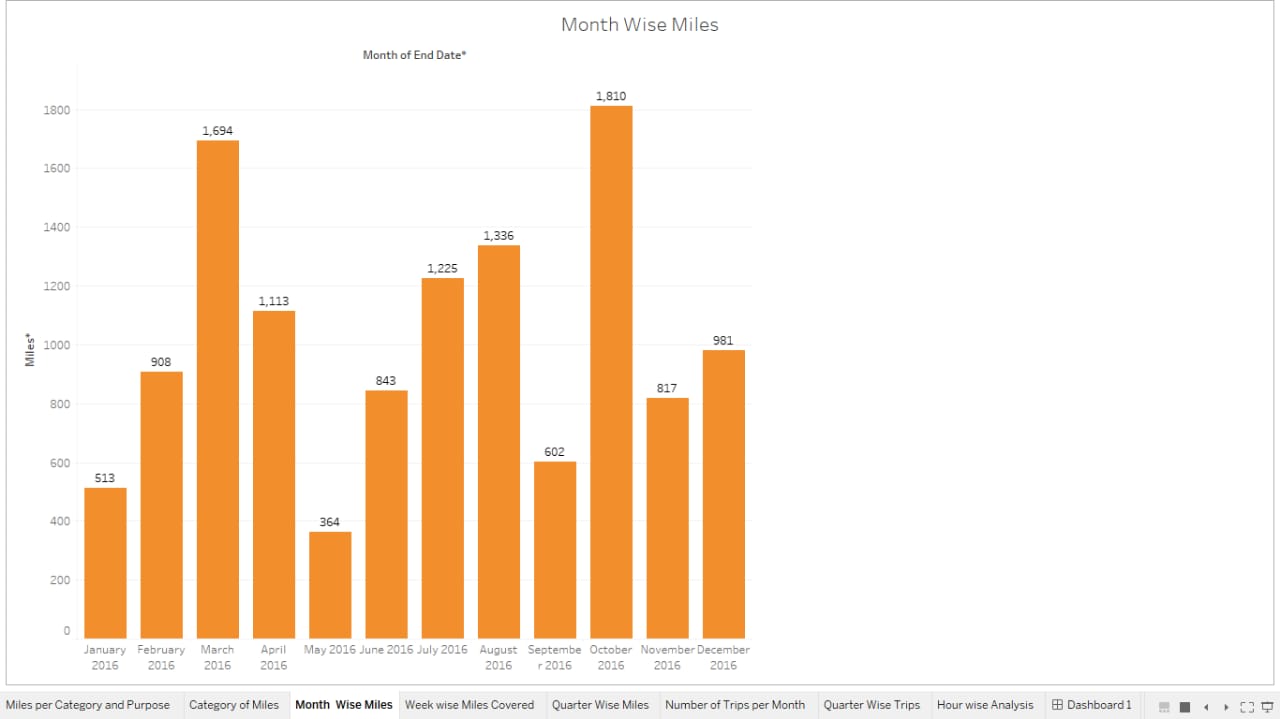 Month Wise Miles
Month of End Date*
Miles*
1800
1600
1400
1200
1000
800
600
400
200
0
513
908
1,694
1,113
364
843
1,225
1,336
602
1,810
817
981
January 2016
February 2016
March 2016
April 2016
May 2016
June 2016
July 2016
August 2016
Septembe
r 2016
October 2016
November 2016
December 2016
Miles per Category and Purpose
Category of Miles
Month  Wise Miles
Week wise Miles Covered
Quarter Wise Miles
Number of Trips per Month
Quarter Wise Trips
Hour wise Analysis
Dashboard 1